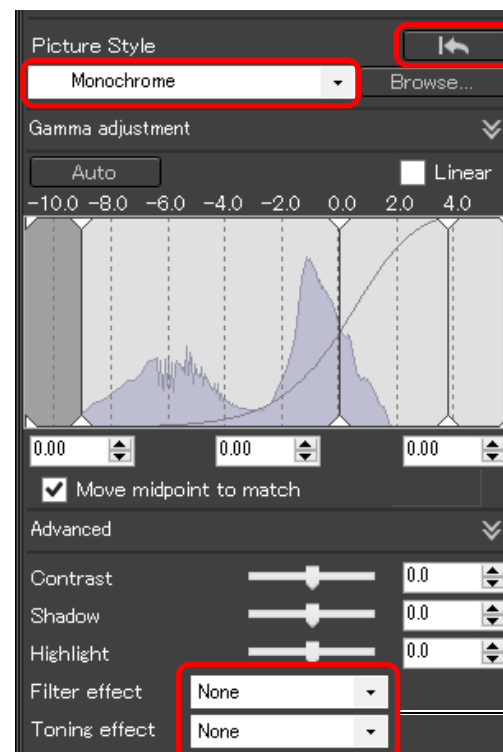 Picture Style
Monochrome Browse...
Gamma adjustment
Auto Linear
-10.0 -8.0 -6.0 -4.0 -2.0 0.0 2.0 4.0
0.00 0.00 0.00
Move midpoint to match
Advanced
Contrast 0.0
Shadow 0.0
Highlight 0.0
Filter effect None
Toning effect None